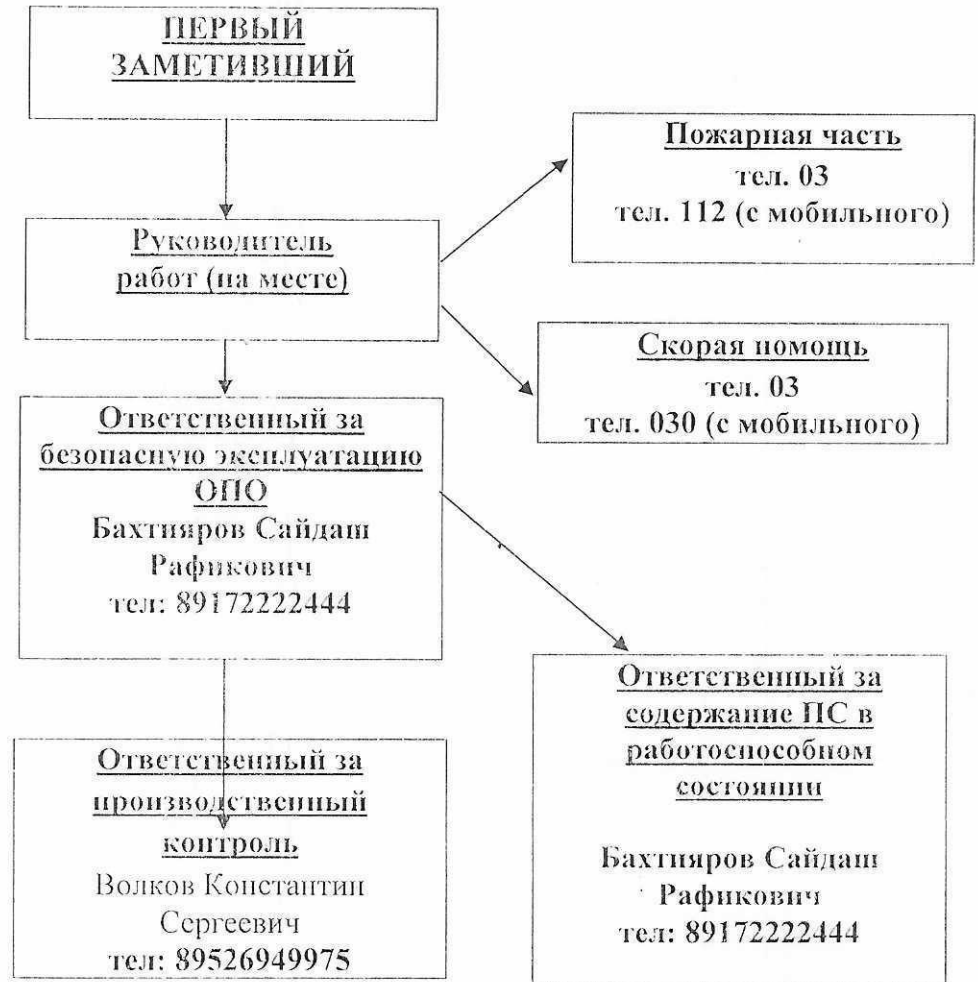 ПЕРВЫЙ
ЗАМЕТИВШИЙ
Пожарная часть
тел. 03
тел. 112 (с мобильного)
Руководитель
работ (на месте)
Скорая помощь
тел. 03
тел. 030 (с мобильного)
Ответственный за
безопасную эксплуатацию
ОПО
Бахтияров Сайдаш
Рафикович
тел: 89172222444
Ответственный за
содержание ПС в
работоспособном
состоянии
Бахтияров Сайдаш
Рафикович
тел: 89172222444
Ответственный за
производственный
контроль
Волков Константин
Сергеевич
тел: 89526949975